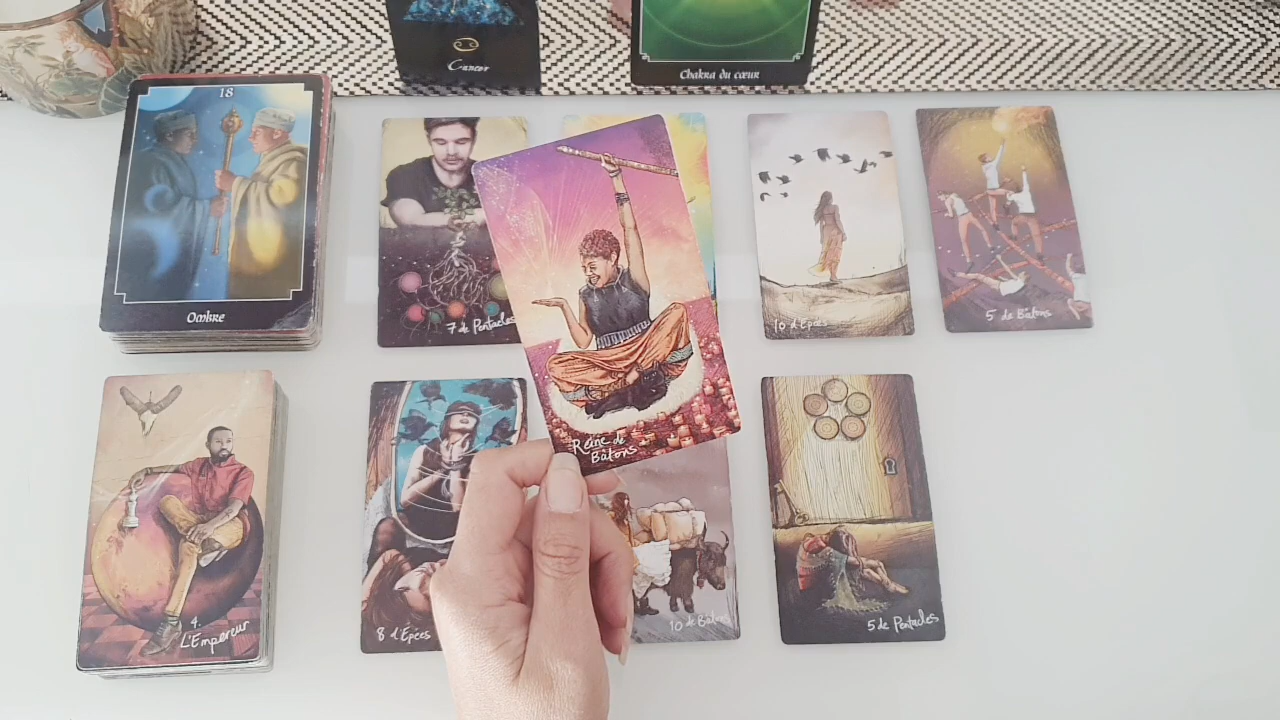 Cancer
Chakra du cœur
18
Ombre
7 de Pentacles
10 d'Épées
5 de Bâtons
Reine de
Bâtons
4.
L'Empereur
8 d'Épées
10 de Bâtons
5 de Pentacles